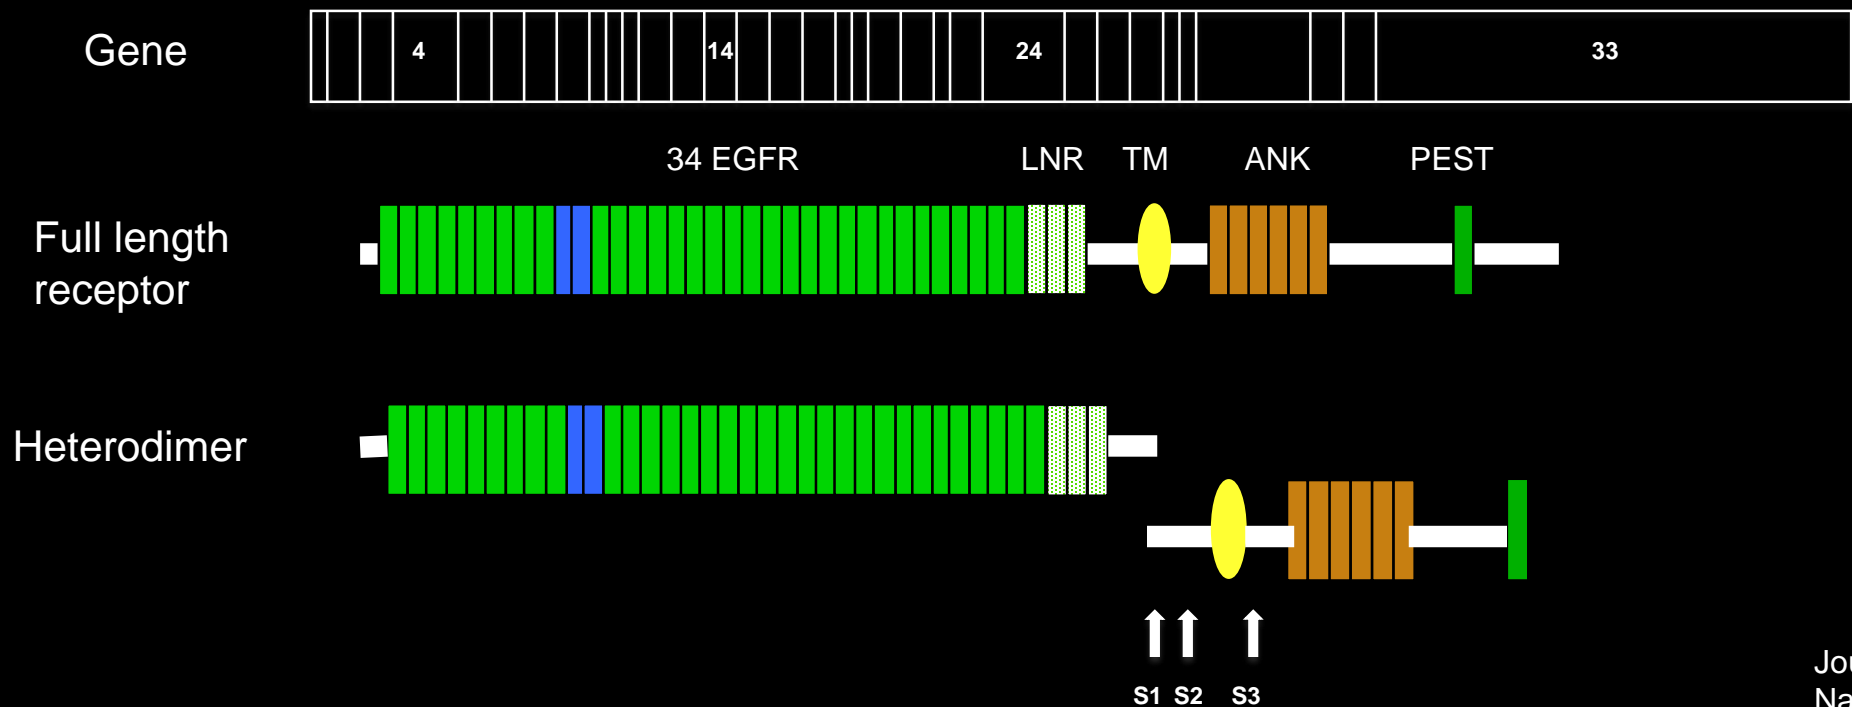 Gene
4
14
24
33
34 EGFR
LNR
TM
ANK
PEST
Full length
receptor
Heterodimer
S1
S2
S3